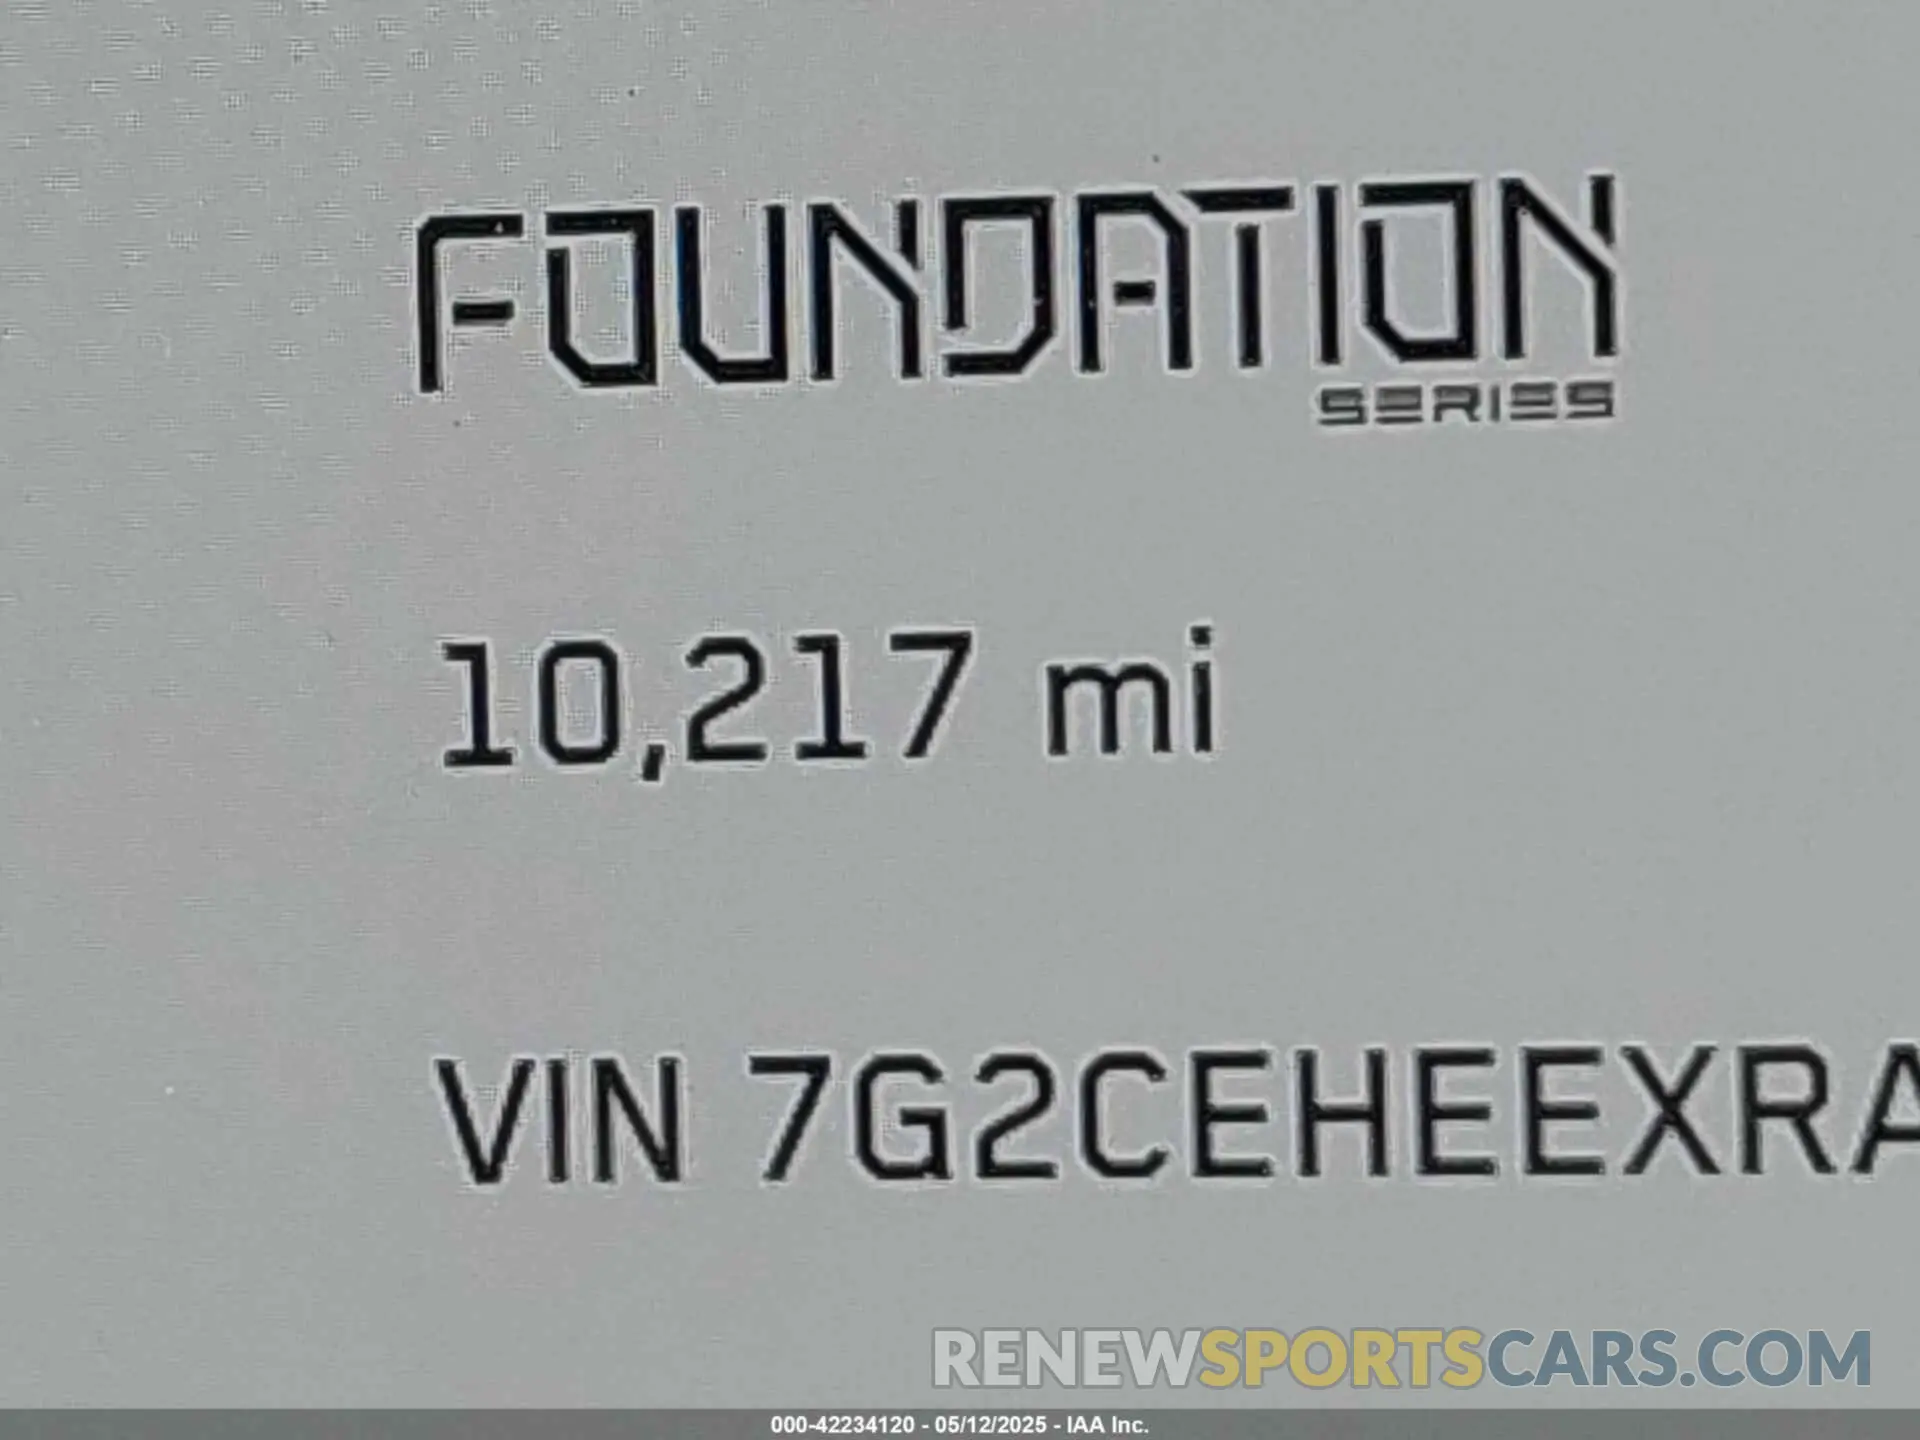 FOUNDATION
SERIES
10,217 mi
VIN 7G2CEHEEXRA
RENEWSPORTSCARS.COM
000-42234120 - 05/12/2025 - IAA Inc.